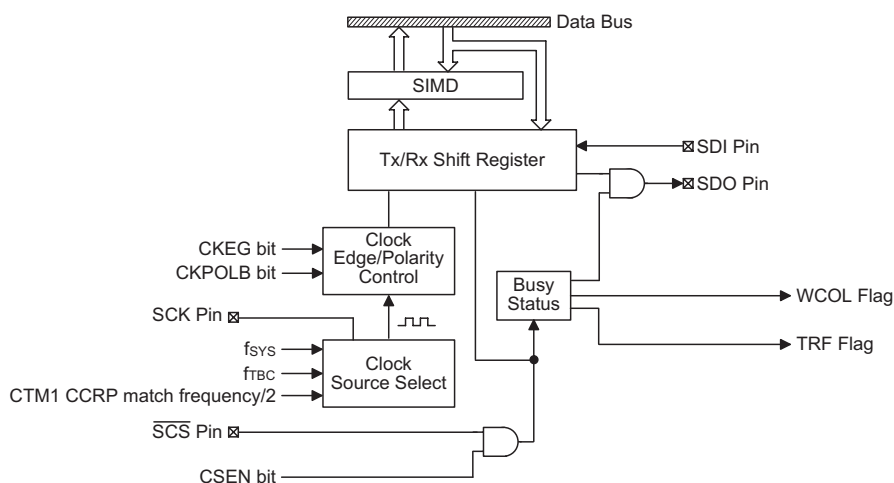 Data Bus
SIMD
Tx/Rx Shift Register
SDI Pin
SDO Pin
CKEG bit
CKPOLB bit
Clock
Edge/Polarity
Control
Busy
Status
WCOL Flag
TRF Flag
SCK Pin
fSYS
fTBC
CTM1 CCRP match frequency/2
Clock
Source Select
SCS Pin
CSEN bit